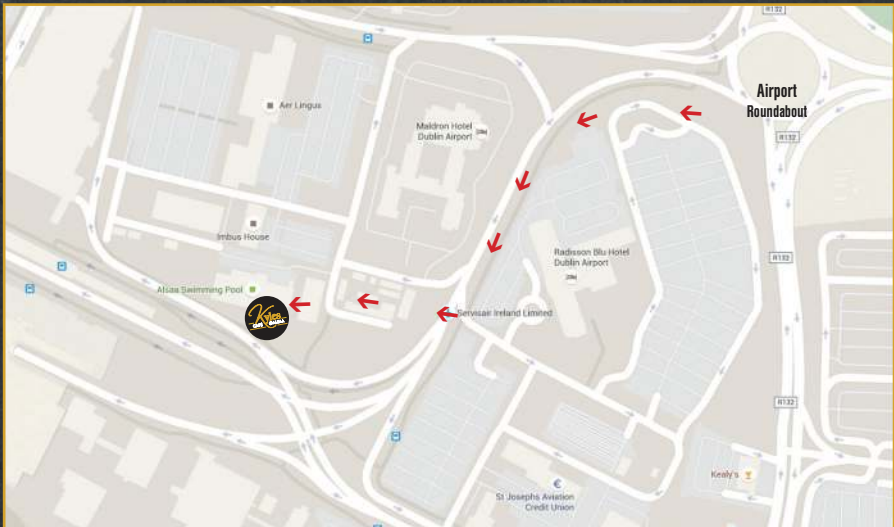 R132
Airport
Roundabout
Aer Lingus
Maldron Hotel
Dublin Airport
R132
Imbus House
Radisson Blu Hotel
Dublin Airport
R132
Alsaa Swimming Pool
Kyles
Servisair Ireland Limited
R132
Kealy's
€
St Josephs Aviation
Credit Union